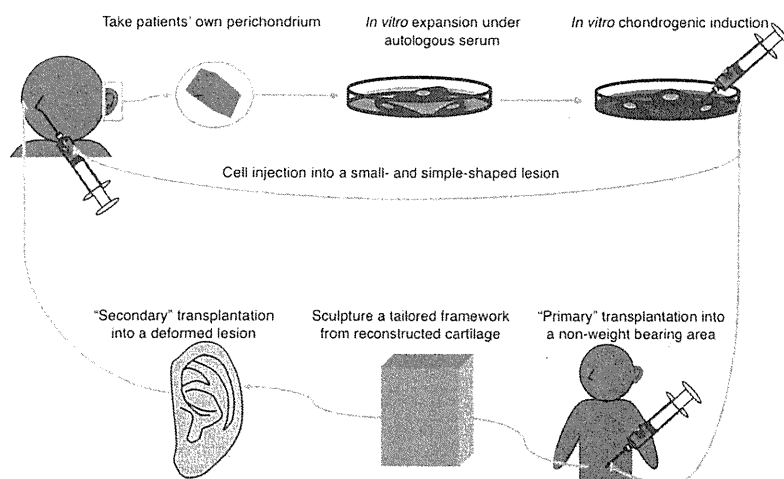 Take patients' own perichondrium
In vitro expansion under
autologous serum
In vitro chondrogenic induction
Cell injection into a small- and simple-shaped lesion
"Secondary" transplantation
into a deformed lesion
Sculpture a tailored framework
from reconstructed cartilage
"Primary" transplantation into
a non-weight bearing area